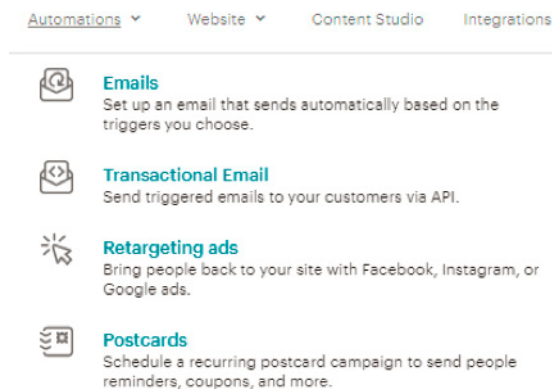 Automations Website Content Studio Integrations
Emails
Set up an email that sends automatically based on the
triggers you choose.
Transactional Email
Send triggered emails to your customers via API.
Retargeting ads
Bring people back to your site with Facebook, Instagram, or
Google ads.
Postcards
Schedule a recurring postcard campaign to send people
reminders, coupons, and more.